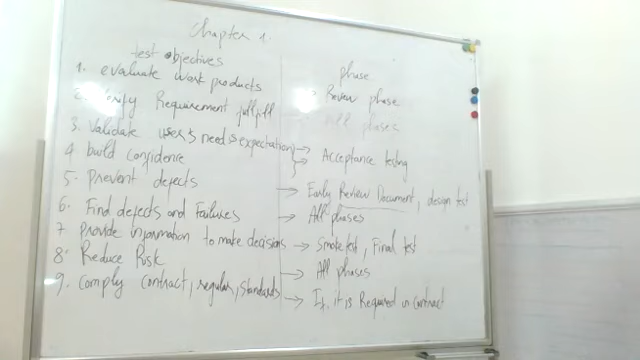 Chapter 1
test objectives
phase
1. evaluate work products
→ Review phase
2. Verify Requirement fulfill
All phases
3. Validate users need & expectation
4 build confidence
→ Acceptance testing
5. Prevent defects
→ Early Review Document, design test
6. Find defects and Failures
→ All phases
7. Provide information to make decisions
→ Smoke test, Final test
8. Reduce Risk
→ All phases
9. Comply contract, regular, standards
→ If it is Required in contract